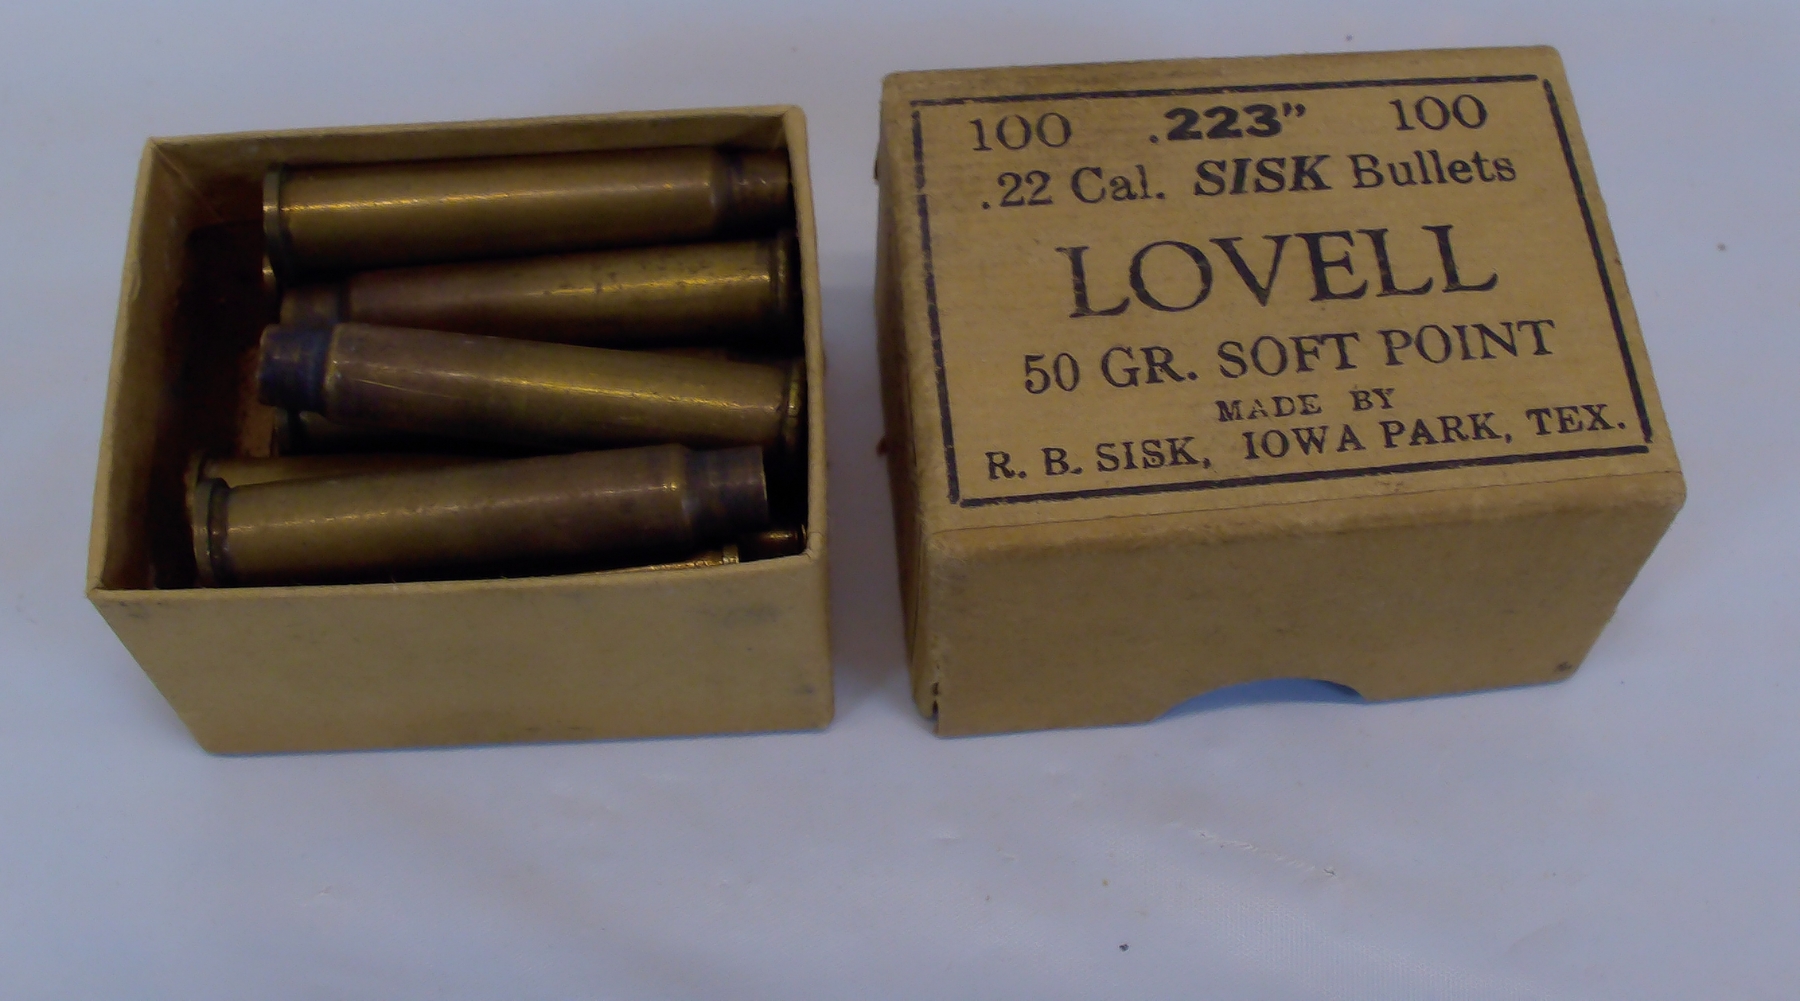 100 .223" 100
.22 Cal. SISK Bullets
LOVELL
50 GR. SOFT POINT
MADE BY
R. B. SISK, IOWA PARK, TEX.